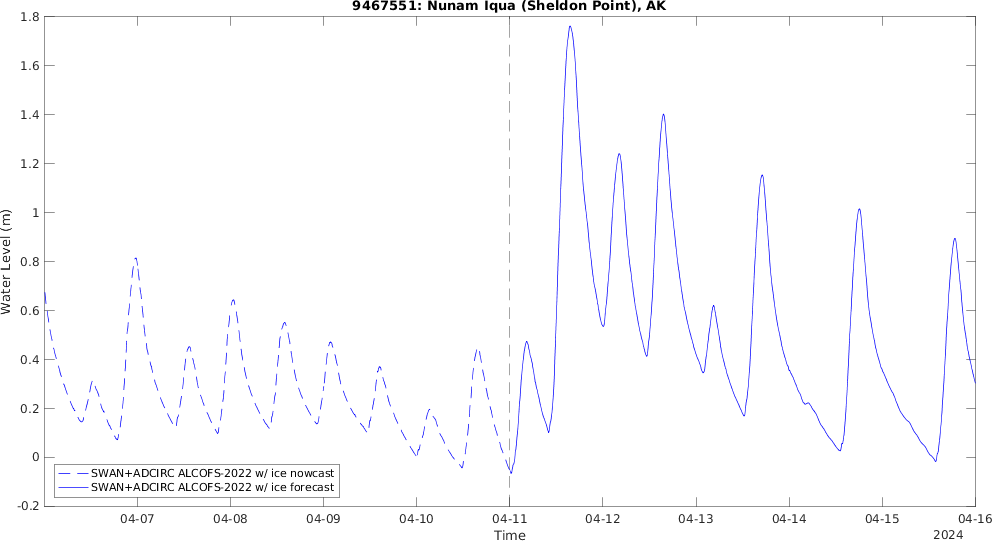 9467551: Nunam Iqua (Sheldon Point), AK
1.8
1.6
1.4
1.2
1
0.8
0.6
0.4
0.2
0
-0.2
Water Level (m)
SWAN+ADCIRC ALCOFS-2022 w/ ice nowcast
SWAN+ADCIRC ALCOFS-2022 w/ ice forecast
04-07 04-08 04-09 04-10 04-11 04-12 04-13 04-14 04-15 04-16
Time
2024